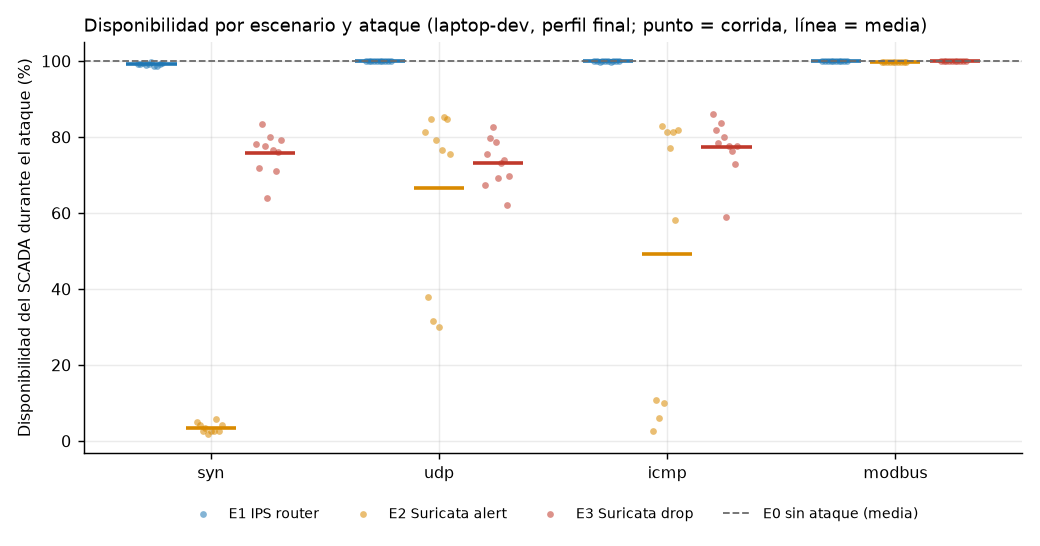 Disponibilidad por escenario y ataque (laptop-dev, perfil final; punto = corrida, línea = media)
Disponibilidad del SCADA durante el ataque (%)
100
80
60
40
20
0
syn udp icmp modbus
E1 IPS router E2 Suricata alert E3 Suricata drop E0 sin ataque (media)